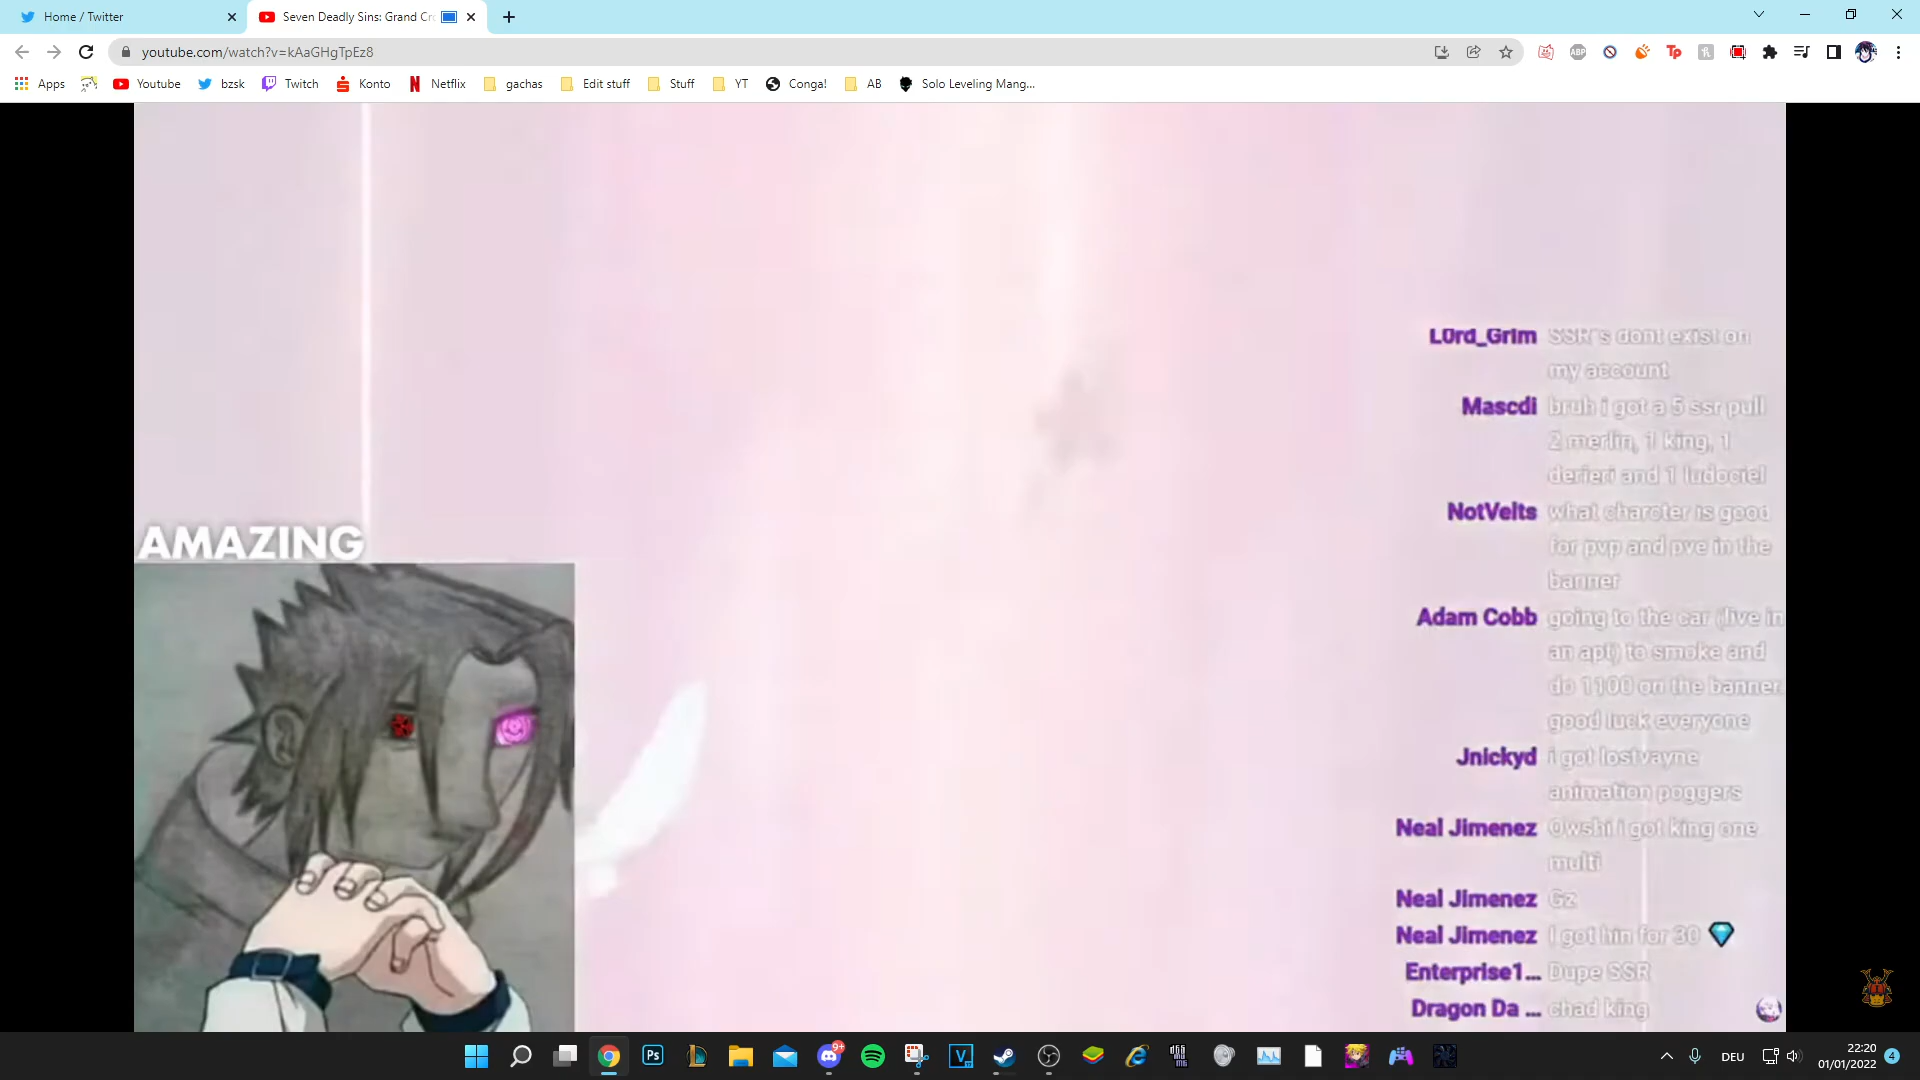 Home / Twitter
Seven Deadly Sins: Grand Cr
youtube.com/watch?v=kAaGHgTpEz8
Apps Youtube bzsk Twitch Konto Netflix gachas Edit stuff Stuff YT Conga! AB Solo Leveling Mang...
L0rd_Grim SSR's dont exist on
my account
Mascdi bruh i got a 5 ssr pull
2 merlin, 1 king, 1
derieri and 1 ludociel
NotVelts what charcter is good
for pvp and pve in the
banner
AMAZING
Adam Cobb going to the car (live in
an apt) to smoke and
do 1100 on the banner
good luck everyone
Jnickyd i got lostvayne
animation poggers
Neal Jimenez Owshi i got king one
multi
Neal Jimenez Gz
Neal Jimenez I got hin for 30
Enterprise1... Dupe SSR
Dragon Da ... chad king
9+
DEU
22:20
01/01/2022
4